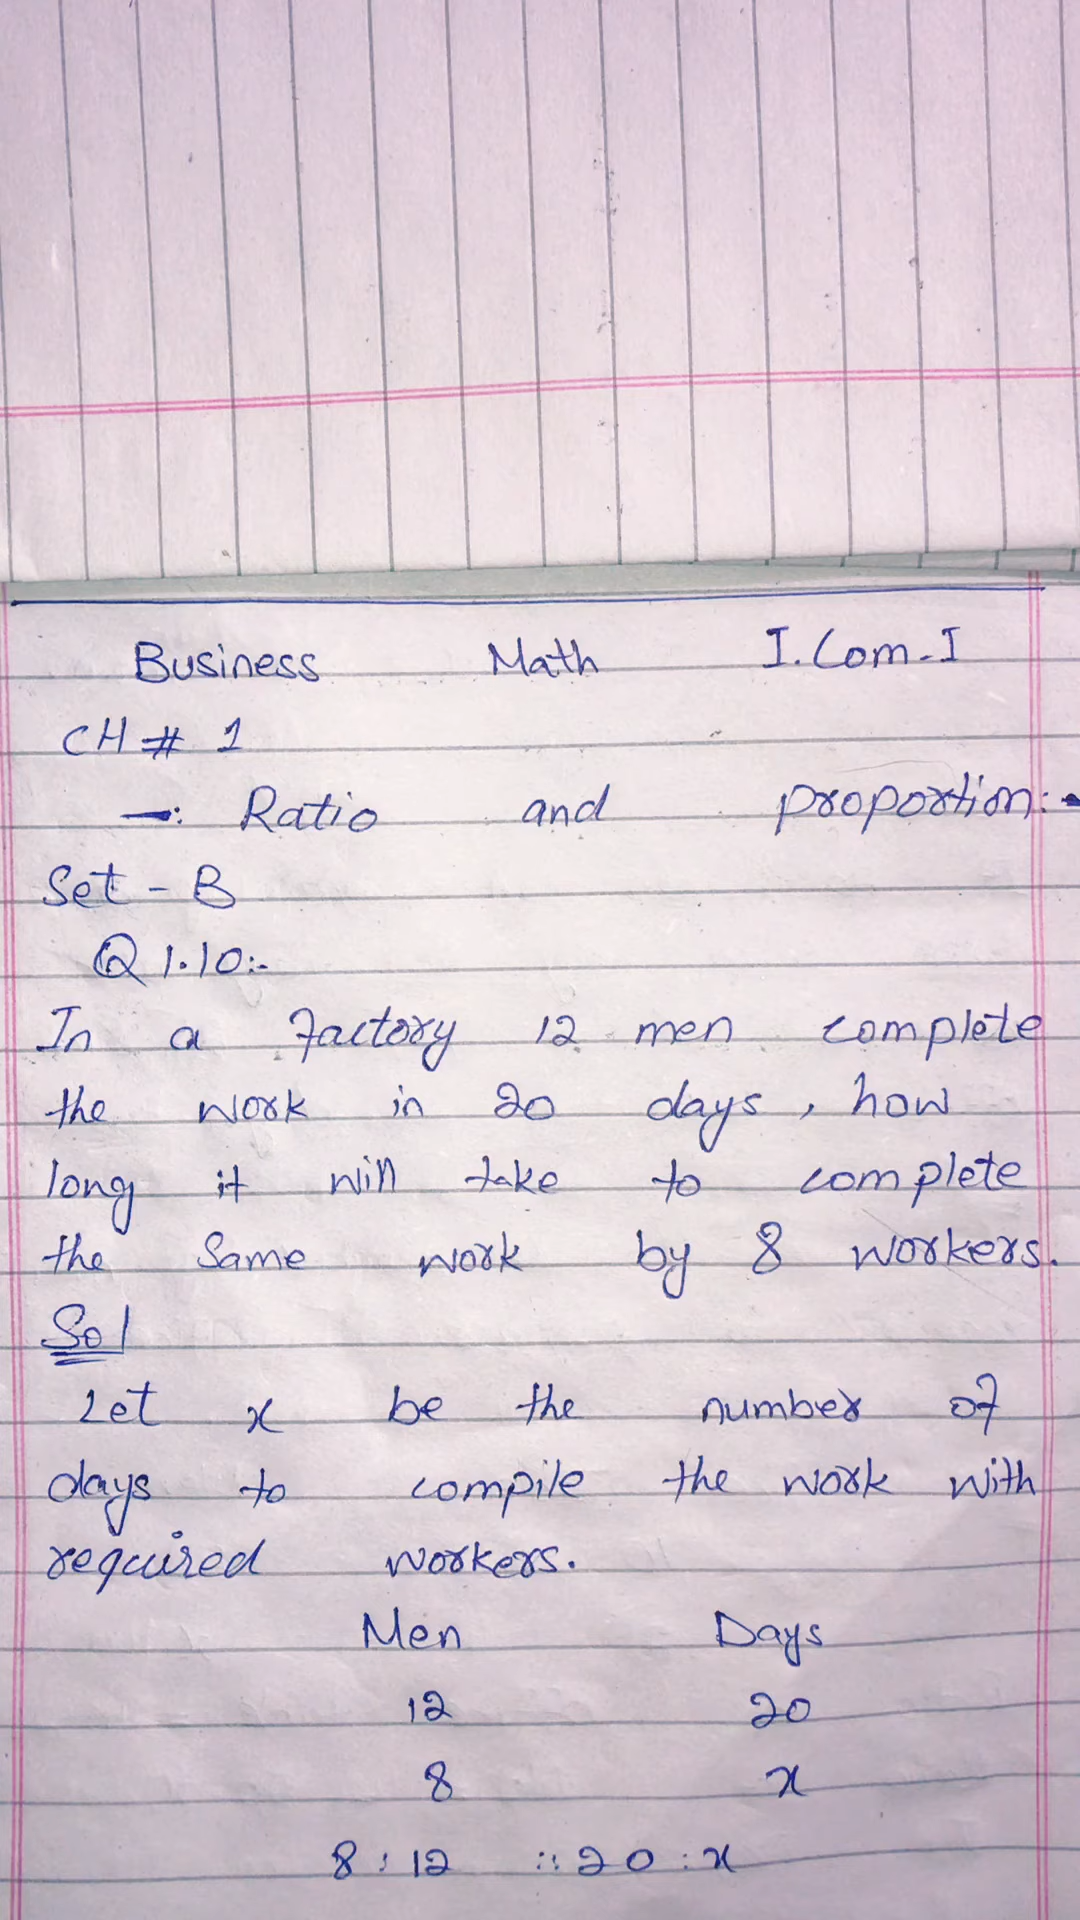 Business Math I.Com-I
CH # 1
—: Ratio and proportion:-
Set - B
Q 1.10:-
In a factory 12 men complete
the work in 20 days, how
long it will take to complete
the same work by 8 workers.
Sol
Let x be the number of
days to compile the work with
required workers.
Men Days
12 20
8 x
8 : 12 :: 20 : x